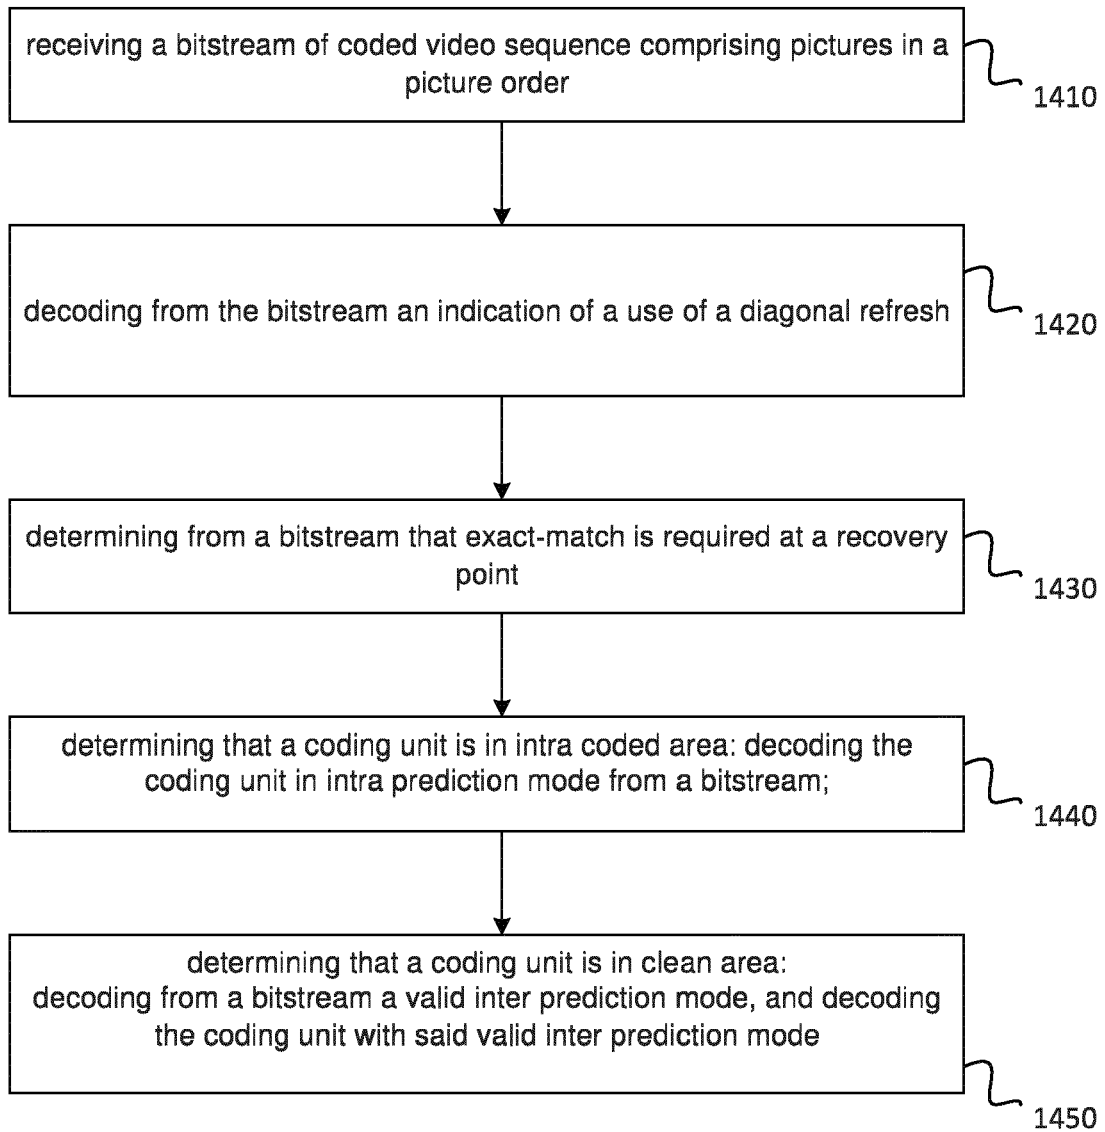 receiving a bitstream of coded video sequence comprising pictures in a
picture order
1410
decoding from the bitstream an indication of a use of a diagonal refresh
1420
determining from a bitstream that exact-match is required at a recovery
point
1430
determining that a coding unit is in intra coded area: decoding the
coding unit in intra prediction mode from a bitstream;
1440
determining that a coding unit is in clean area:
decoding from a bitstream a valid inter prediction mode, and decoding
the coding unit with said valid inter prediction mode
1450